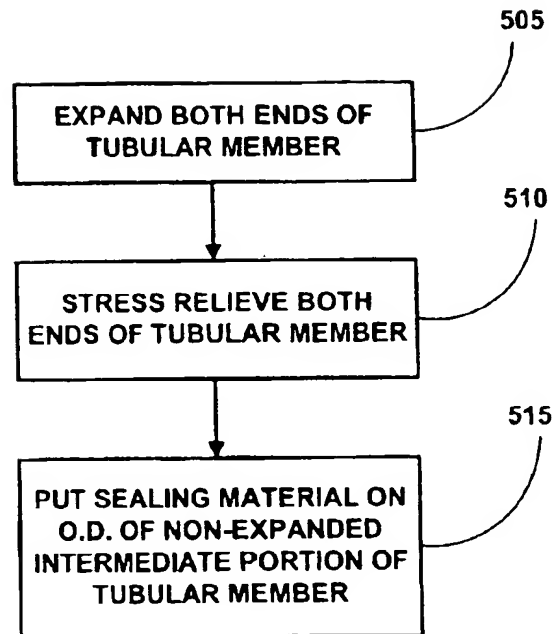 505
EXPAND BOTH ENDS OF
TUBULAR MEMBER
510
STRESS RELIEVE BOTH
ENDS OF TUBULAR MEMBER
515
PUT SEALING MATERIAL ON
O.D. OF NON-EXPANDED
INTERMEDIATE PORTION OF
TUBULAR MEMBER